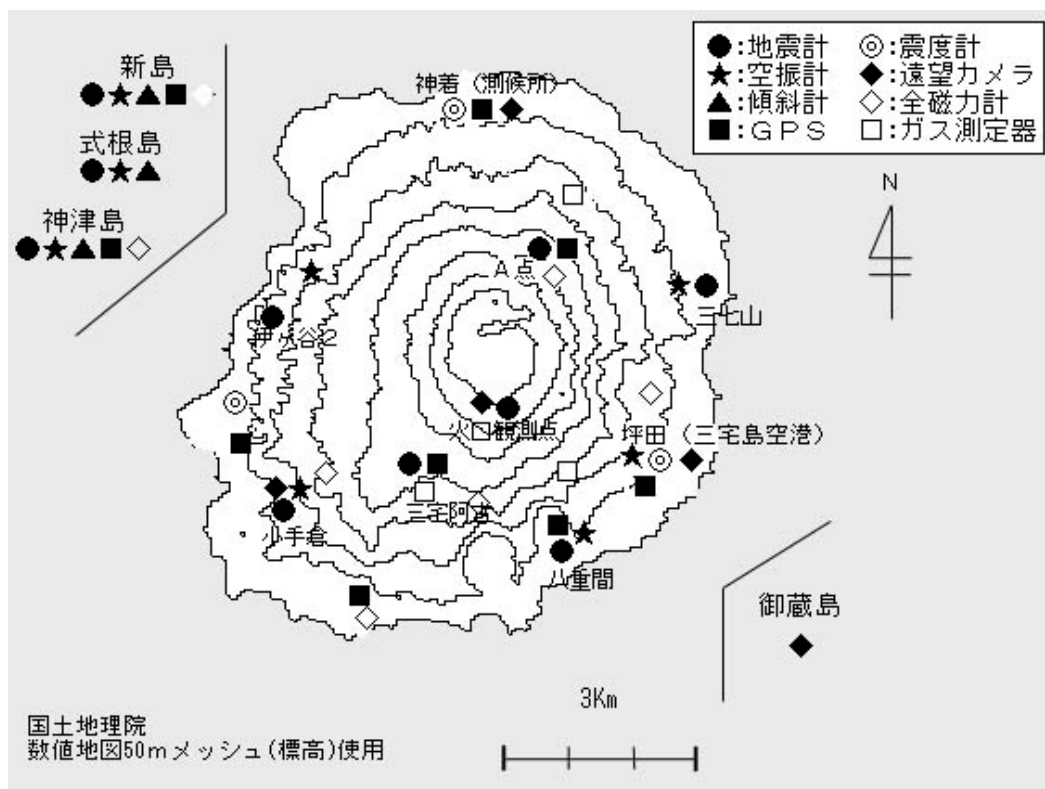 新島
式根島
神津島
●:地震計 ◎:震度計
★:空振計 ◆:遠望カメラ
▲:傾斜計 ◇:全磁力計
■:ＧＰＳ □:ガス測定器
N
神着（測候所）
Ａ点
三七山
伊ヶ谷２
火口観測点
坪田（三宅島空港）
三宅阿古
小手倉
八重間
御蔵島
3Km
国土地理院
数値地図50ｍメッシュ(標高)使用